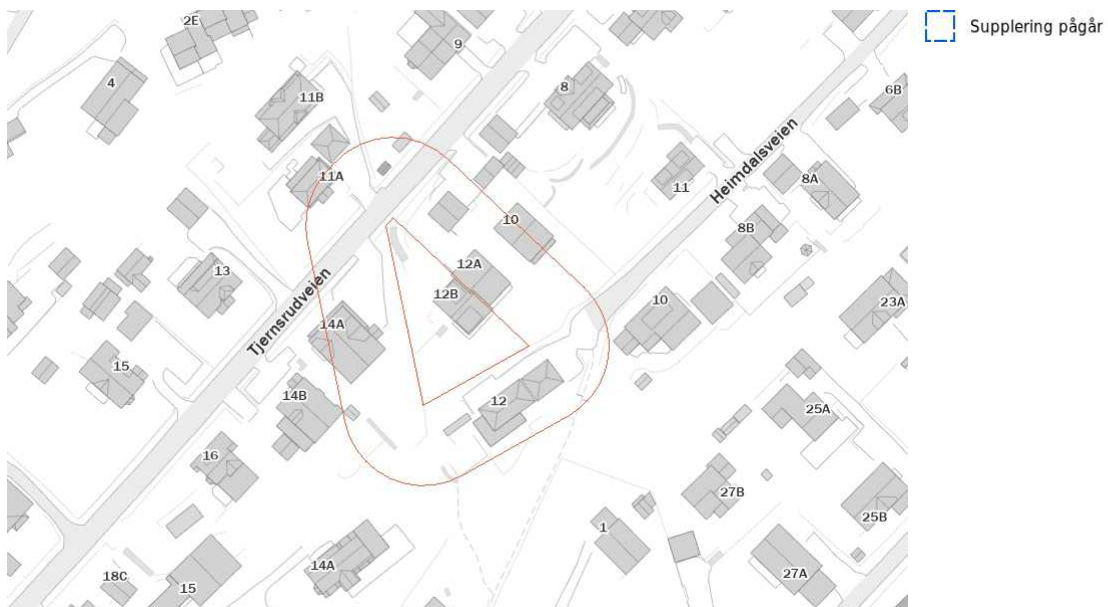 2E
9
Supplering pågår
4
11B
8
6B
Heimdalsveien
11A
11
8A
10
8B
12A
13
12B
23A
Tjernsrudveien
14A
10
15
14B
12
25A
16
27B
25B
1
14A
27A
18C
15